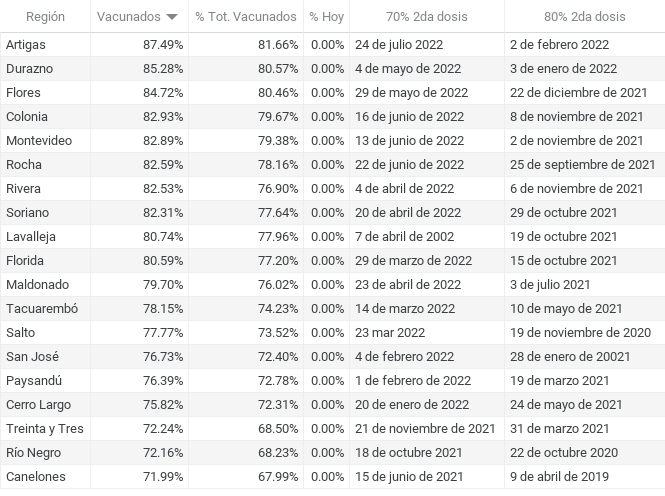 Región Vacunados % Tot. Vacunados % Hoy 70% 2da dosis 80% 2da dosis
Artigas 87.49% 81.66% 0.00% 24 de julio 2022 2 de febrero 2022
Durazno 85.28% 80.57% 0.00% 4 de mayo de 2022 3 de enero de 2022
Flores 84.72% 80.46% 0.00% 29 de mayo de 2022 22 de diciembre de 2021
Colonia 82.93% 79.67% 0.00% 16 de junio de 2022 8 de noviembre de 2021
Montevideo 82.89% 79.38% 0.00% 13 de junio de 2022 2 de noviembre de 2021
Rocha 82.59% 78.16% 0.00% 22 de junio de 2022 25 de septiembre de 2021
Rivera 82.53% 76.90% 0.00% 4 de abril de 2022 6 de noviembre de 2021
Soriano 82.31% 77.64% 0.00% 20 de abril de 2022 29 de octubre 2021
Lavalleja 80.74% 77.96% 0.00% 7 de abril de 2002 19 de octubre 2021
Florida 80.59% 77.20% 0.00% 29 de marzo de 2022 15 de octubre 2021
Maldonado 79.70% 76.02% 0.00% 23 de abril de 2022 3 de julio 2021
Tacuarembó 78.15% 74.23% 0.00% 14 de marzo 2022 10 de mayo de 2021
Salto 77.77% 73.52% 0.00% 23 mar 2022 19 de noviembre de 2020
San José 76.73% 72.40% 0.00% 4 de febrero 2022 28 de enero de 20021
Paysandú 76.39% 72.78% 0.00% 1 de febrero de 2022 19 de marzo 2021
Cerro Largo 75.82% 72.31% 0.00% 20 de enero de 2022 24 de mayo de 2021
Treinta y Tres 72.24% 68.50% 0.00% 21 de noviembre de 2021 31 de marzo 2021
Río Negro 72.16% 68.23% 0.00% 18 de octubre 2021 22 de octubre 2020
Canelones 71.99% 67.99% 0.00% 15 de junio de 2021 9 de abril de 2019